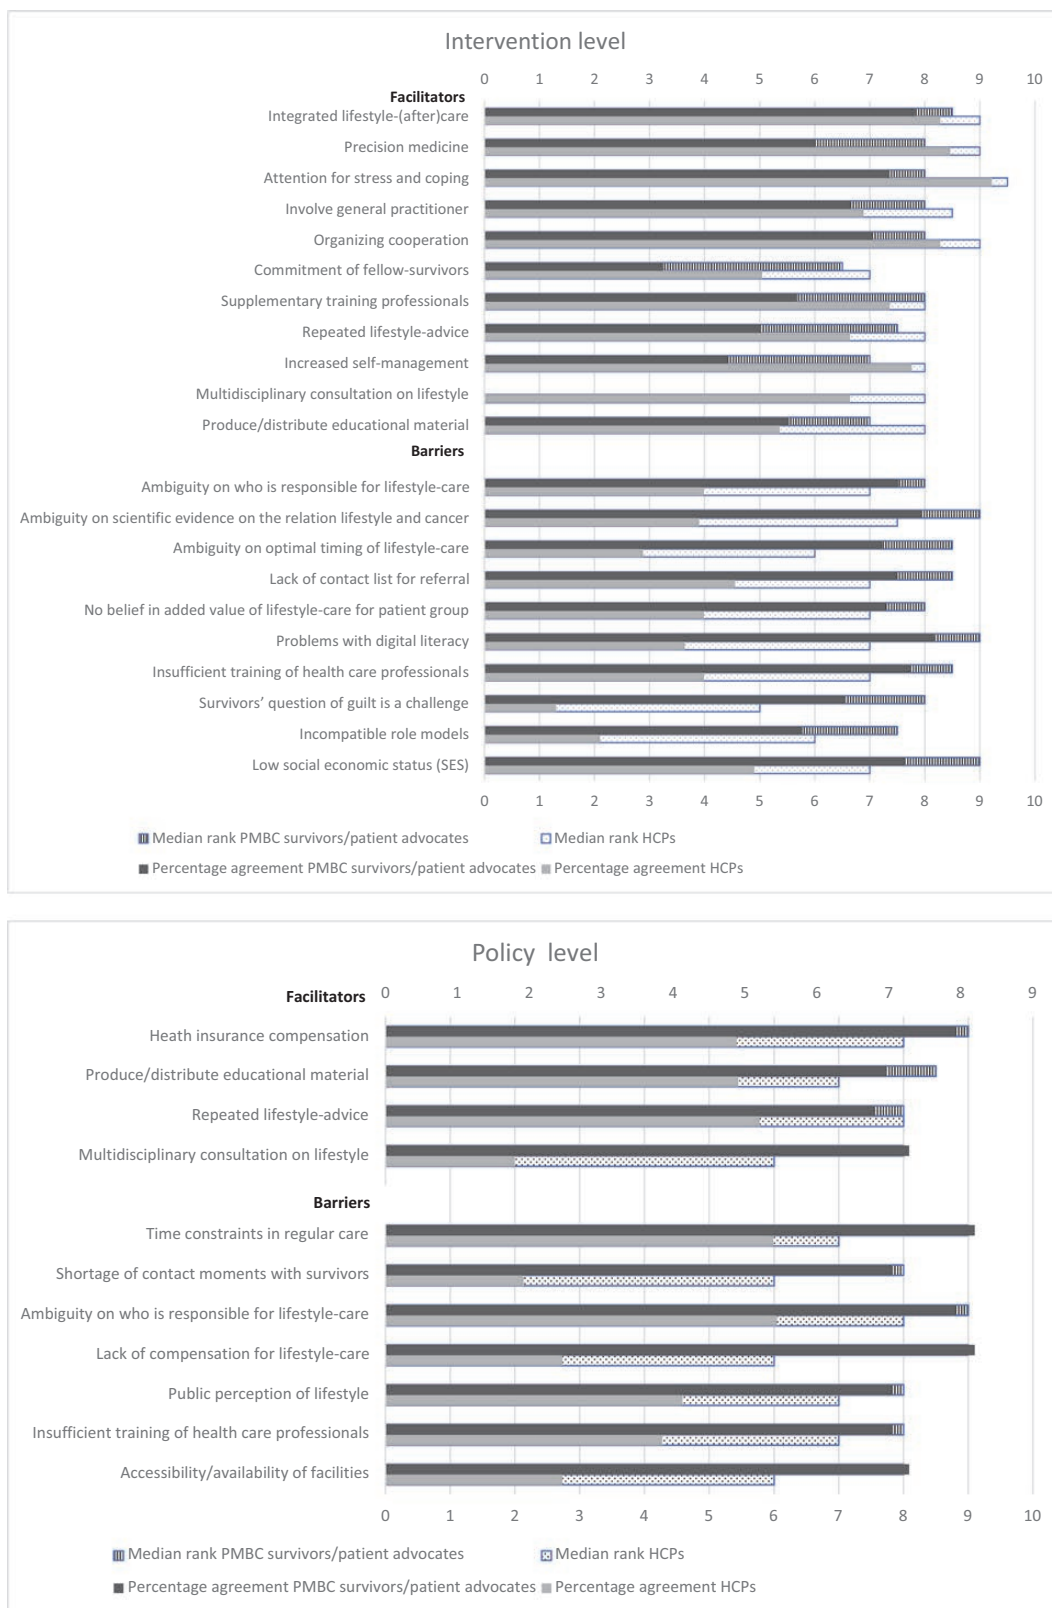 Intervention level
0 1 2 3 4 5 6 7 8 9 10
Facilitators
Integrated lifestyle-(after)care
Precision medicine
Attention for stress and coping
Involve general practitioner
Organizing cooperation
Commitment of fellow-survivors
Supplementary training professionals
Repeated lifestyle-advice
Increased self-management
Multidisciplinary consultation on lifestyle
Produce/distribute educational material
Barriers
Ambiguity on who is responsible for lifestyle-care
Ambiguity on scientific evidence on the relation lifestyle and cancer
Ambiguity on optimal timing of lifestyle-care
Lack of contact list for referral
No belief in added value of lifestyle-care for patient group
Problems with digital literacy
Insufficient training of health care professionals
Survivors' question of guilt is a challenge
Incompatible role models
Low social economic status (SES)
0 1 2 3 4 5 6 7 8 9 10
Median rank PMBC survivors/patient advocates Median rank HCPs
Percentage agreement PMBC survivors/patient advocates Percentage agreement HCPs
Policy level
0 1 2 3 4 5 6 7 8 9
Facilitators
Heath insurance compensation
Produce/distribute educational material
Repeated lifestyle-advice
Multidisciplinary consultation on lifestyle
Barriers
Time constraints in regular care
Shortage of contact moments with survivors
Ambiguity on who is responsible for lifestyle-care
Lack of compensation for lifestyle-care
Public perception of lifestyle
Insufficient training of health care professionals
Accessibility/availability of facilities
0 1 2 3 4 5 6 7 8 9 10
Median rank PMBC survivors/patient advocates Median rank HCPs
Percentage agreement PMBC survivors/patient advocates Percentage agreement HCPs